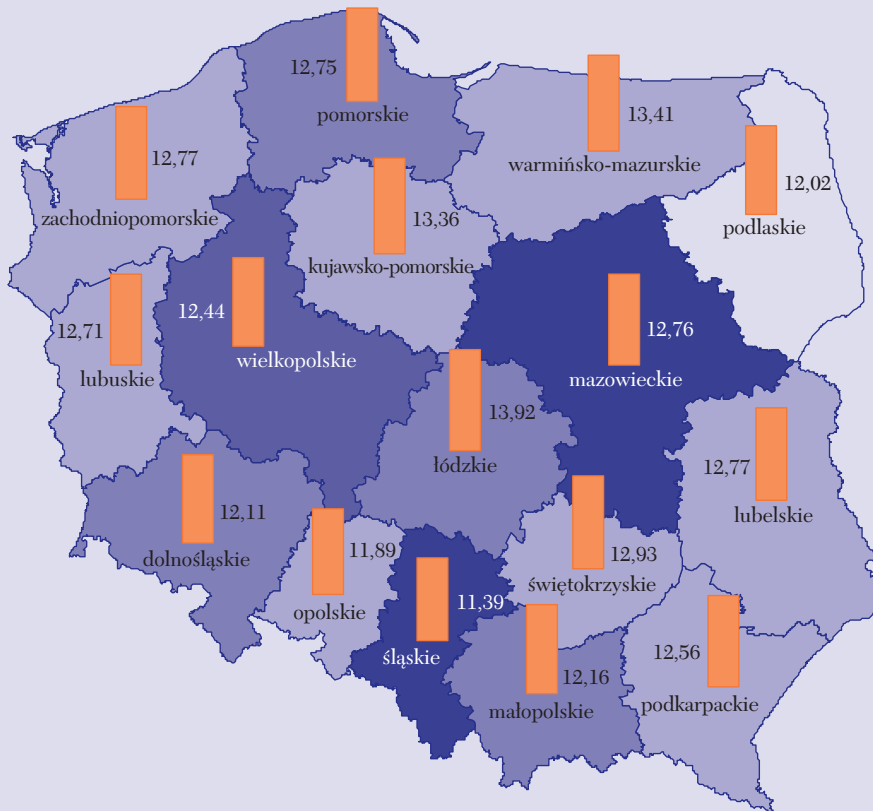 12,75
pomorskie
13,41
warmińsko-mazurskie
12,77
zachodniopomorskie
12,02
podlaskie
13,36
kujawsko-pomorskie
12,44
wielkopolskie
12,71
lubuskie
12,76
mazowieckie
13,92
łódzkie
12,77
lubelskie
12,11
dolnośląskie
11,89
opolskie
12,93
świętokrzyskie
11,39
śląskie
12,16
małopolskie
12,56
podkarpackie